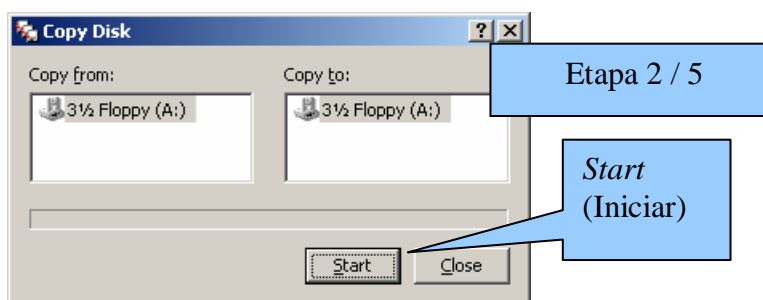 Copy Disk
Etapa 2 / 5
Copy from:
Copy to:
3½ Floppy (A:)
3½ Floppy (A:)
Start
(Iniciar)
Start
Close